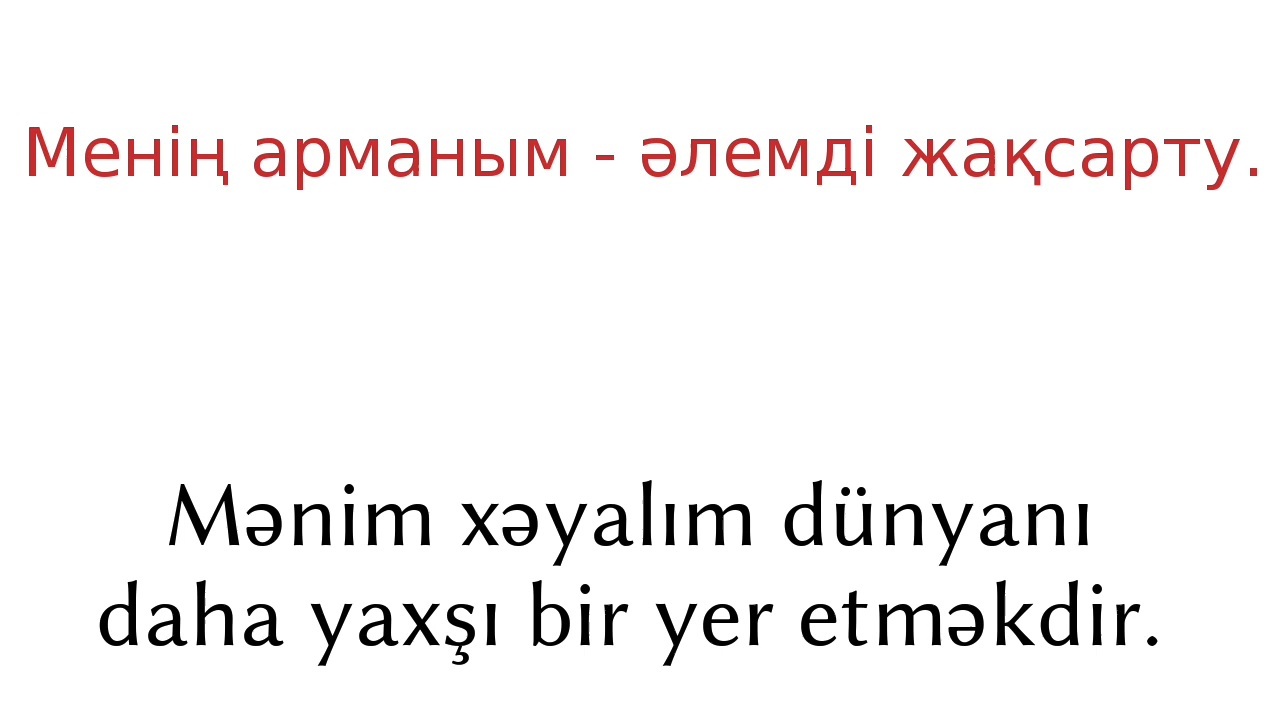 Менің арманым - әлемді жақсарту.
Mənim xəyalım dünyanı
daha yaxşı bir yer etməkdir.